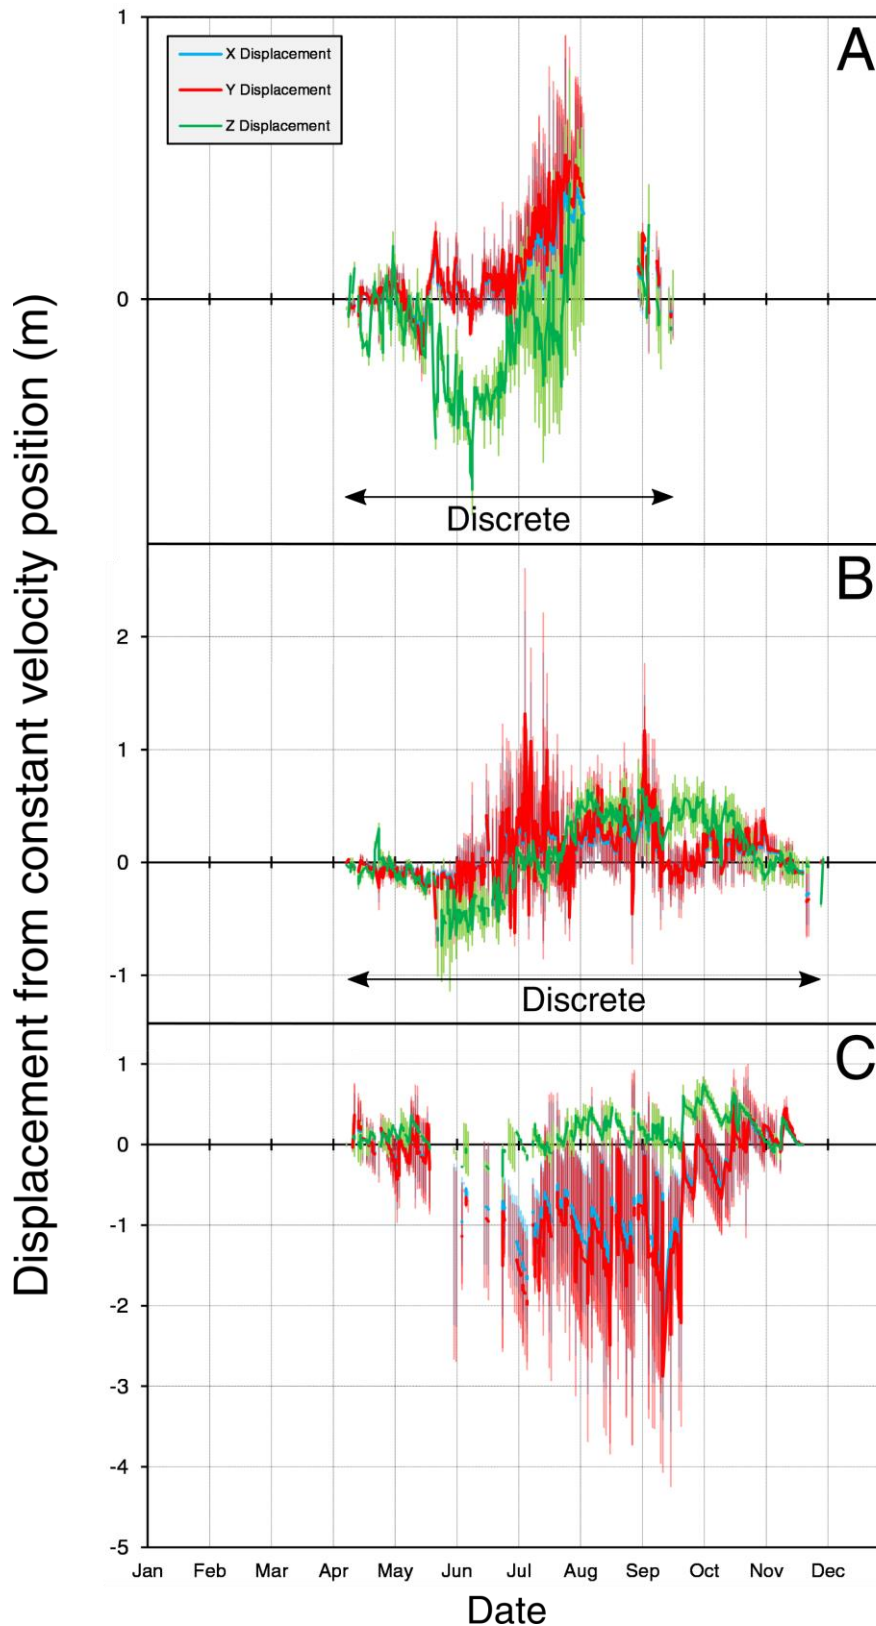 Displacement from constant velocity position (m)
A
X Displacement
Y Displacement
Z Displacement
1
0
Discrete
B
2
1
0
-1
Discrete
C
1
0
-1
-2
-3
-4
-5
Jan Feb Mar Apr May Jun Jul Aug Sep Oct Nov Dec
Date